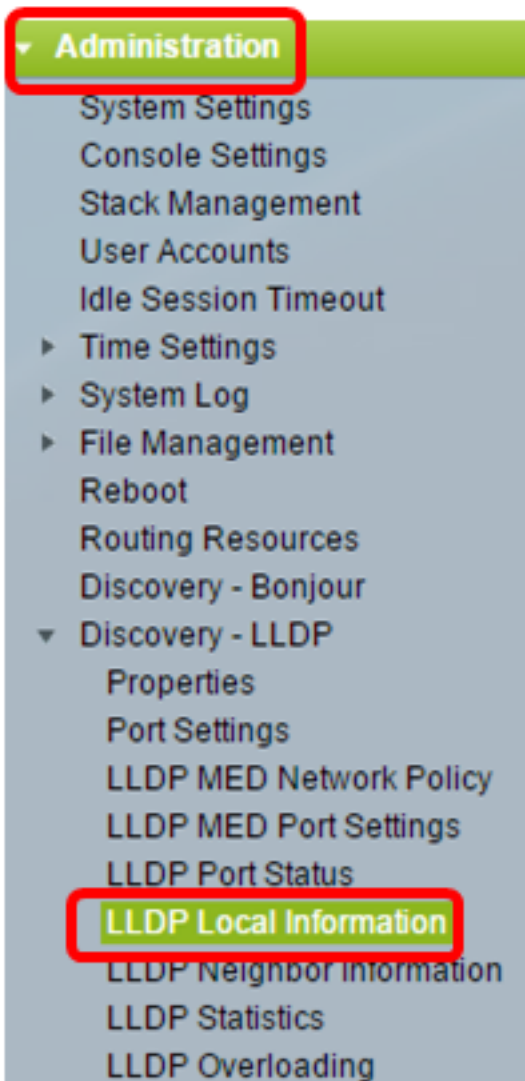 Administration
System Settings
Console Settings
Stack Management
User Accounts
Idle Session Timeout
Time Settings
System Log
File Management
Reboot
Routing Resources
Discovery - Bonjour
Discovery - LLDP
Properties
Port Settings
LLDP MED Network Policy
LLDP MED Port Settings
LLDP Port Status
LLDP Local Information
LLDP Neighbor Information
LLDP Statistics
LLDP Overloading